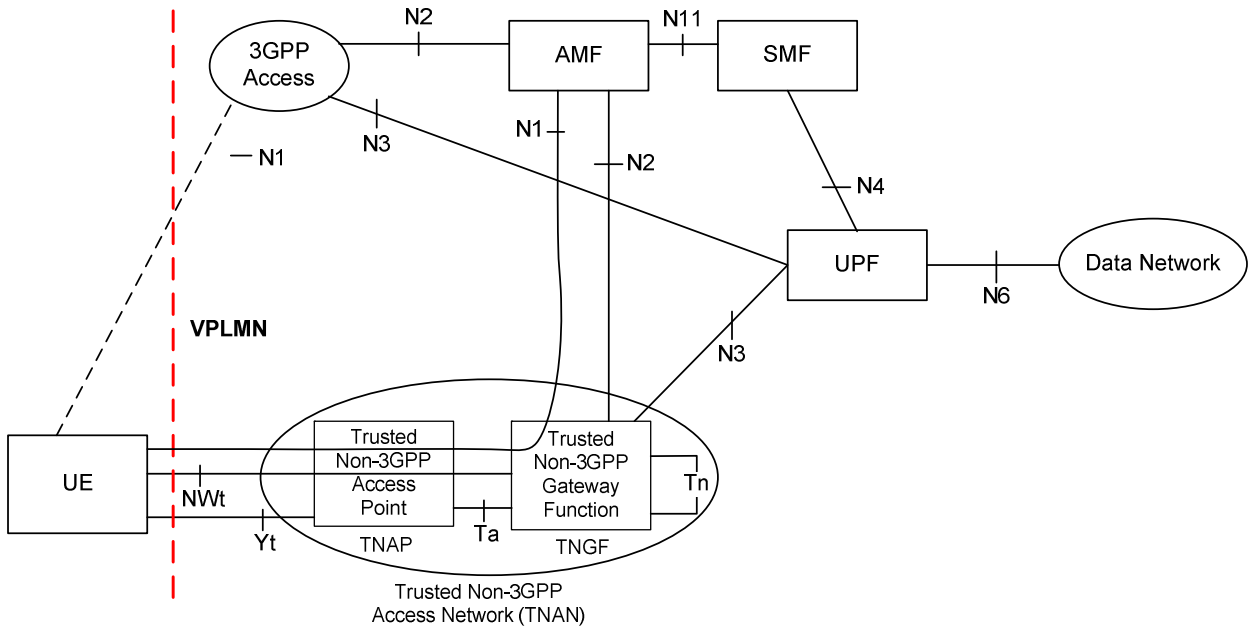 N2
N11
3GPP
Access
AMF
SMF
N1
N3
N1
N2
N4
UPF
N6
Data Network
VPLMN
N3
UE
NWt
Yt
Trusted
Non-3GPP
Access
Point
TNAP
Ta
Trusted
Non-3GPP
Gateway
Function
TNGF
Tn
Trusted Non-3GPP
Access Network (TNAN)